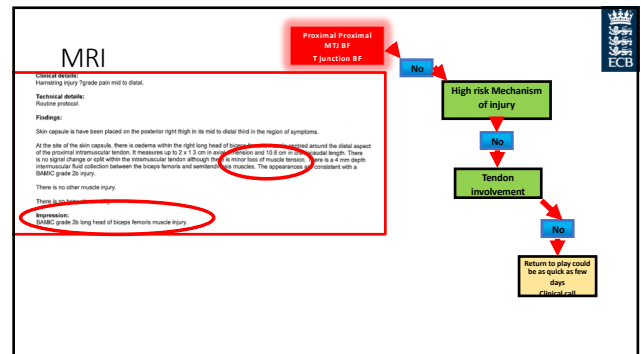 Proximal Proximal
MTJ BF
T junction BF
ECB
MRI
No
Clinical details:
Hamstring injury ?grade pain mid to distal.
Technical details:
Routine protocol.
Findings:
Skin capsule is have been placed on the posterior right thigh in its mid to distal third in the region of symptoms.
At the site of the skin capsule, there is oedema within the right long head of biceps centred around the distal aspect
of the proximal intramuscular tendon. It measures up to 2 x 1.3 cm in axial dimension and 10.8 cm in craniocaudal length. There
is no signal change or split within the intramuscular tendon although there is minor loss of muscle tension. There is a 4 mm depth
intermuscular fluid collection between the biceps femoris and semitendinosis muscles. The appearances are consistent with a
BAMIC grade 2b injury.
There is no other muscle injury.
There is no
Impression:
BAMIC grade 2b long head of biceps femoris muscle injury.
High risk Mechanism
of injury
No
Tendon
involvement
No
Return to play could
be as quick as few
days
Clinical call